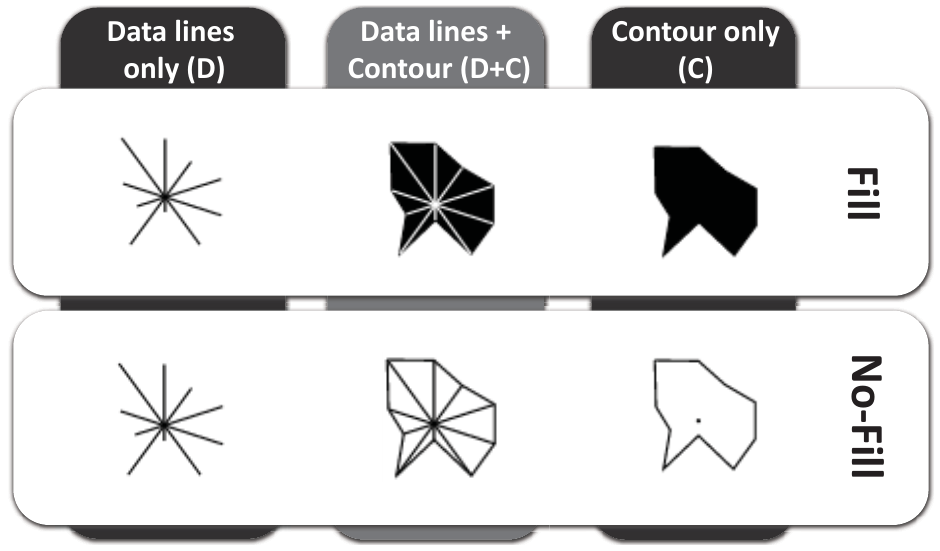 Data lines
only (D)
Data lines +
Contour (D+C)
Contour only
(C)
Fill
No-Fill